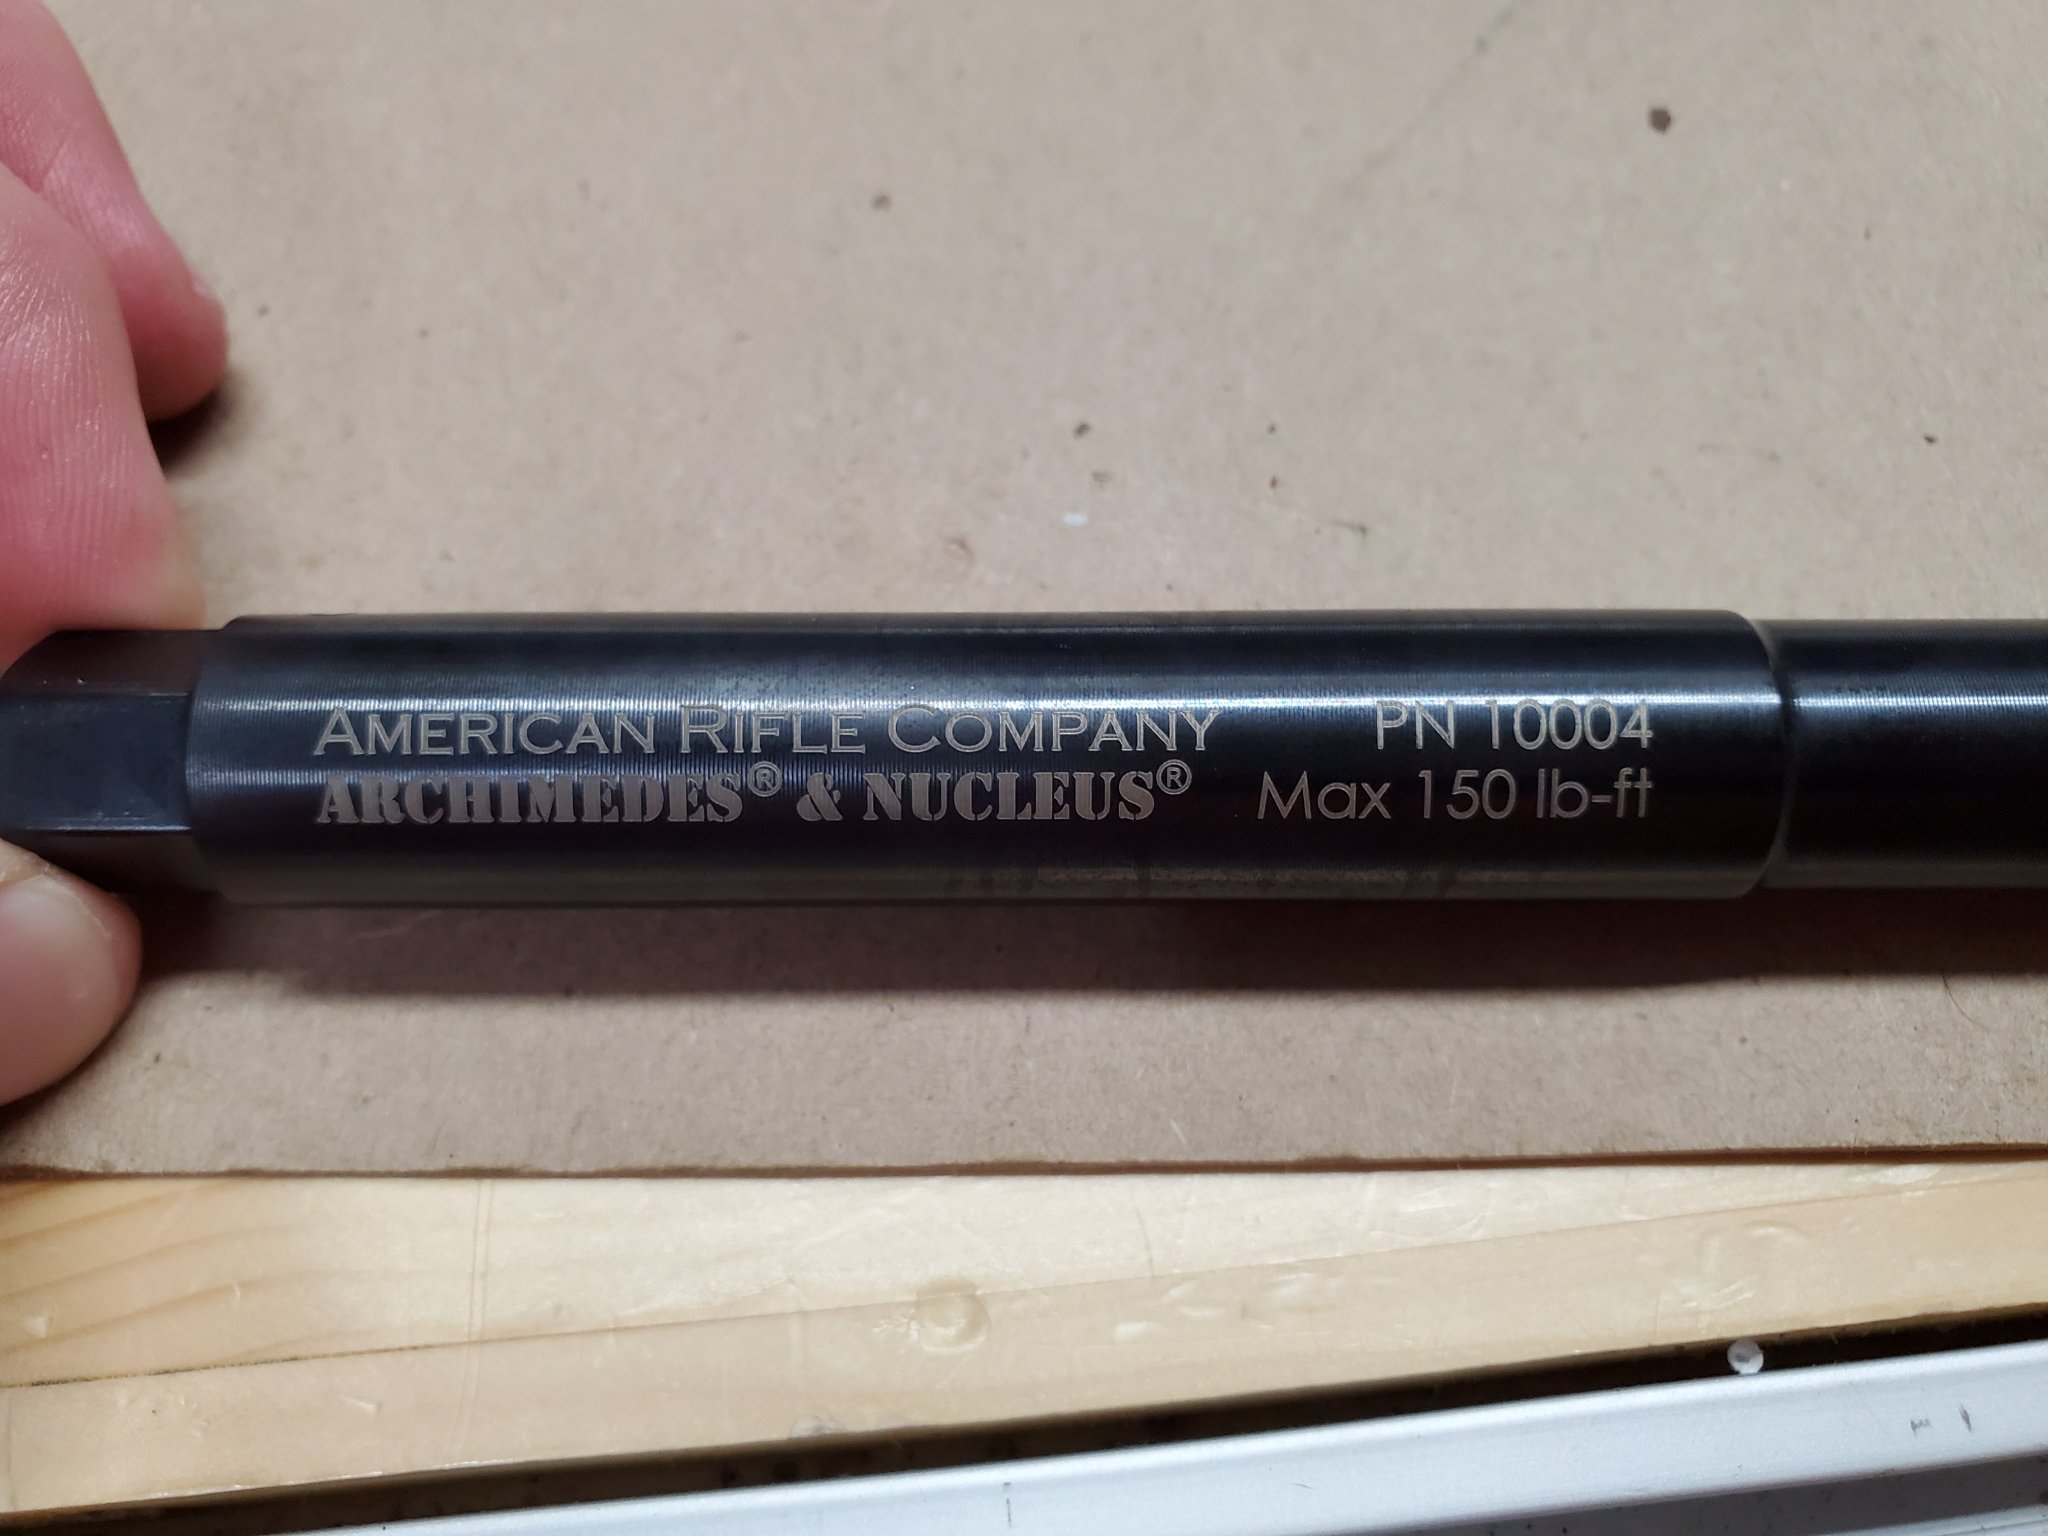 AMERICAN RIFLE COMPANY PN 10004
ARCHIMEDES® & NUCLEUS® Max 150 lb-ft